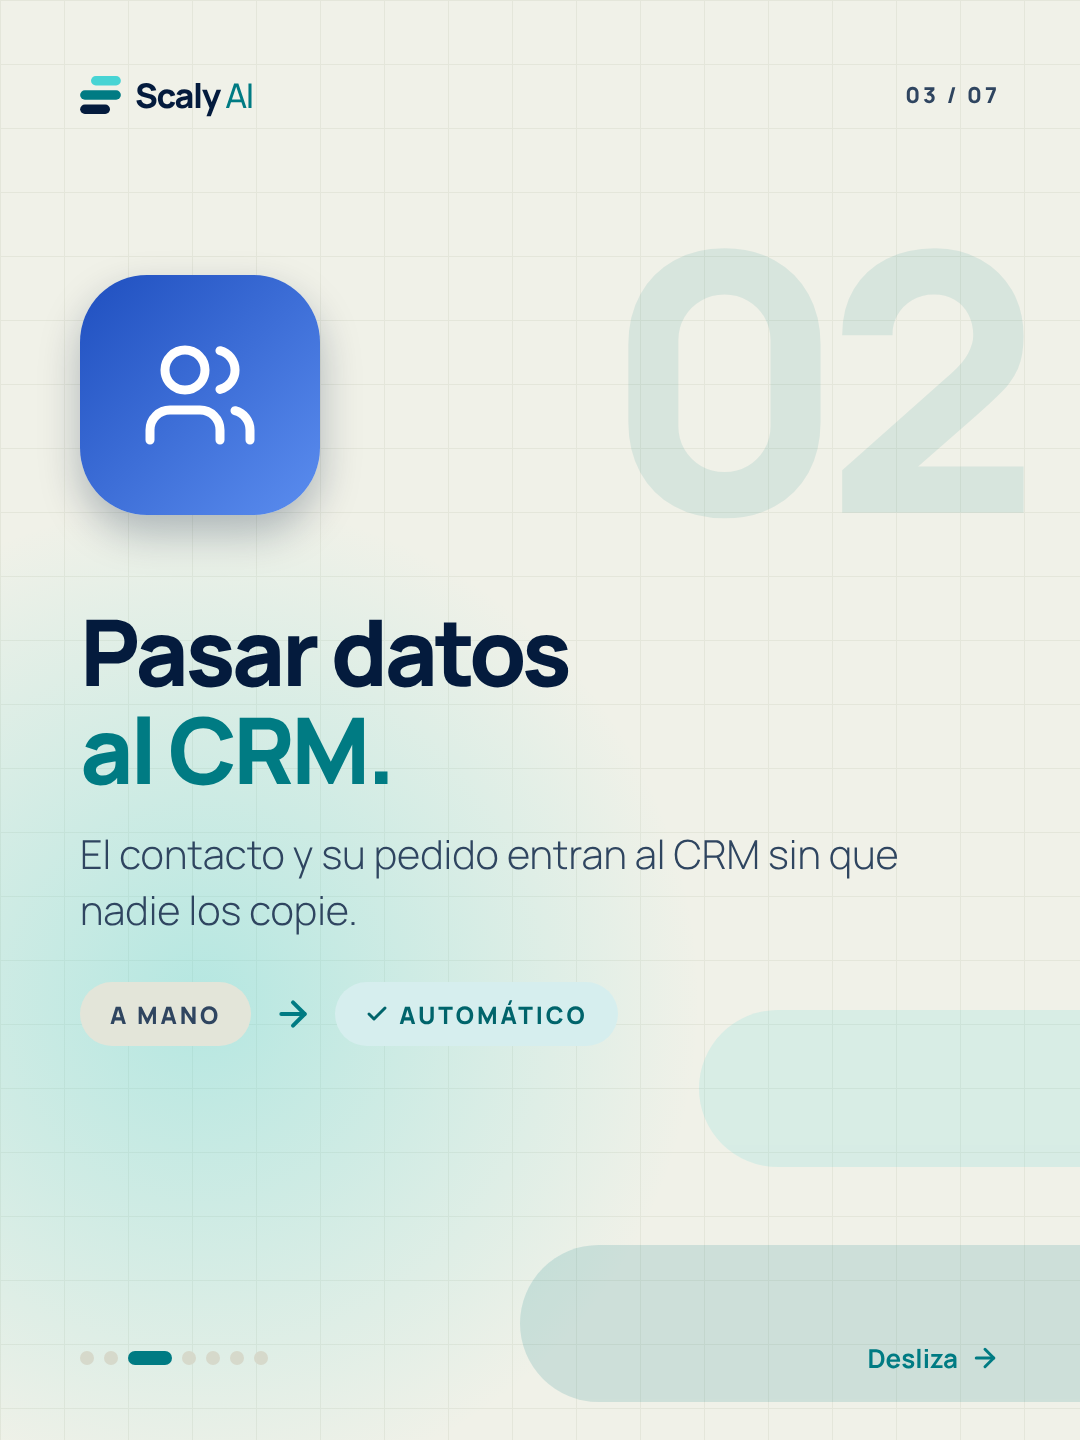 Scaly AI
03 / 07
02
Pasar datos
al CRM.
El contacto y su pedido entran al CRM sin que
nadie los copie.
A MANO → ✓ AUTOMÁTICO
Desliza →